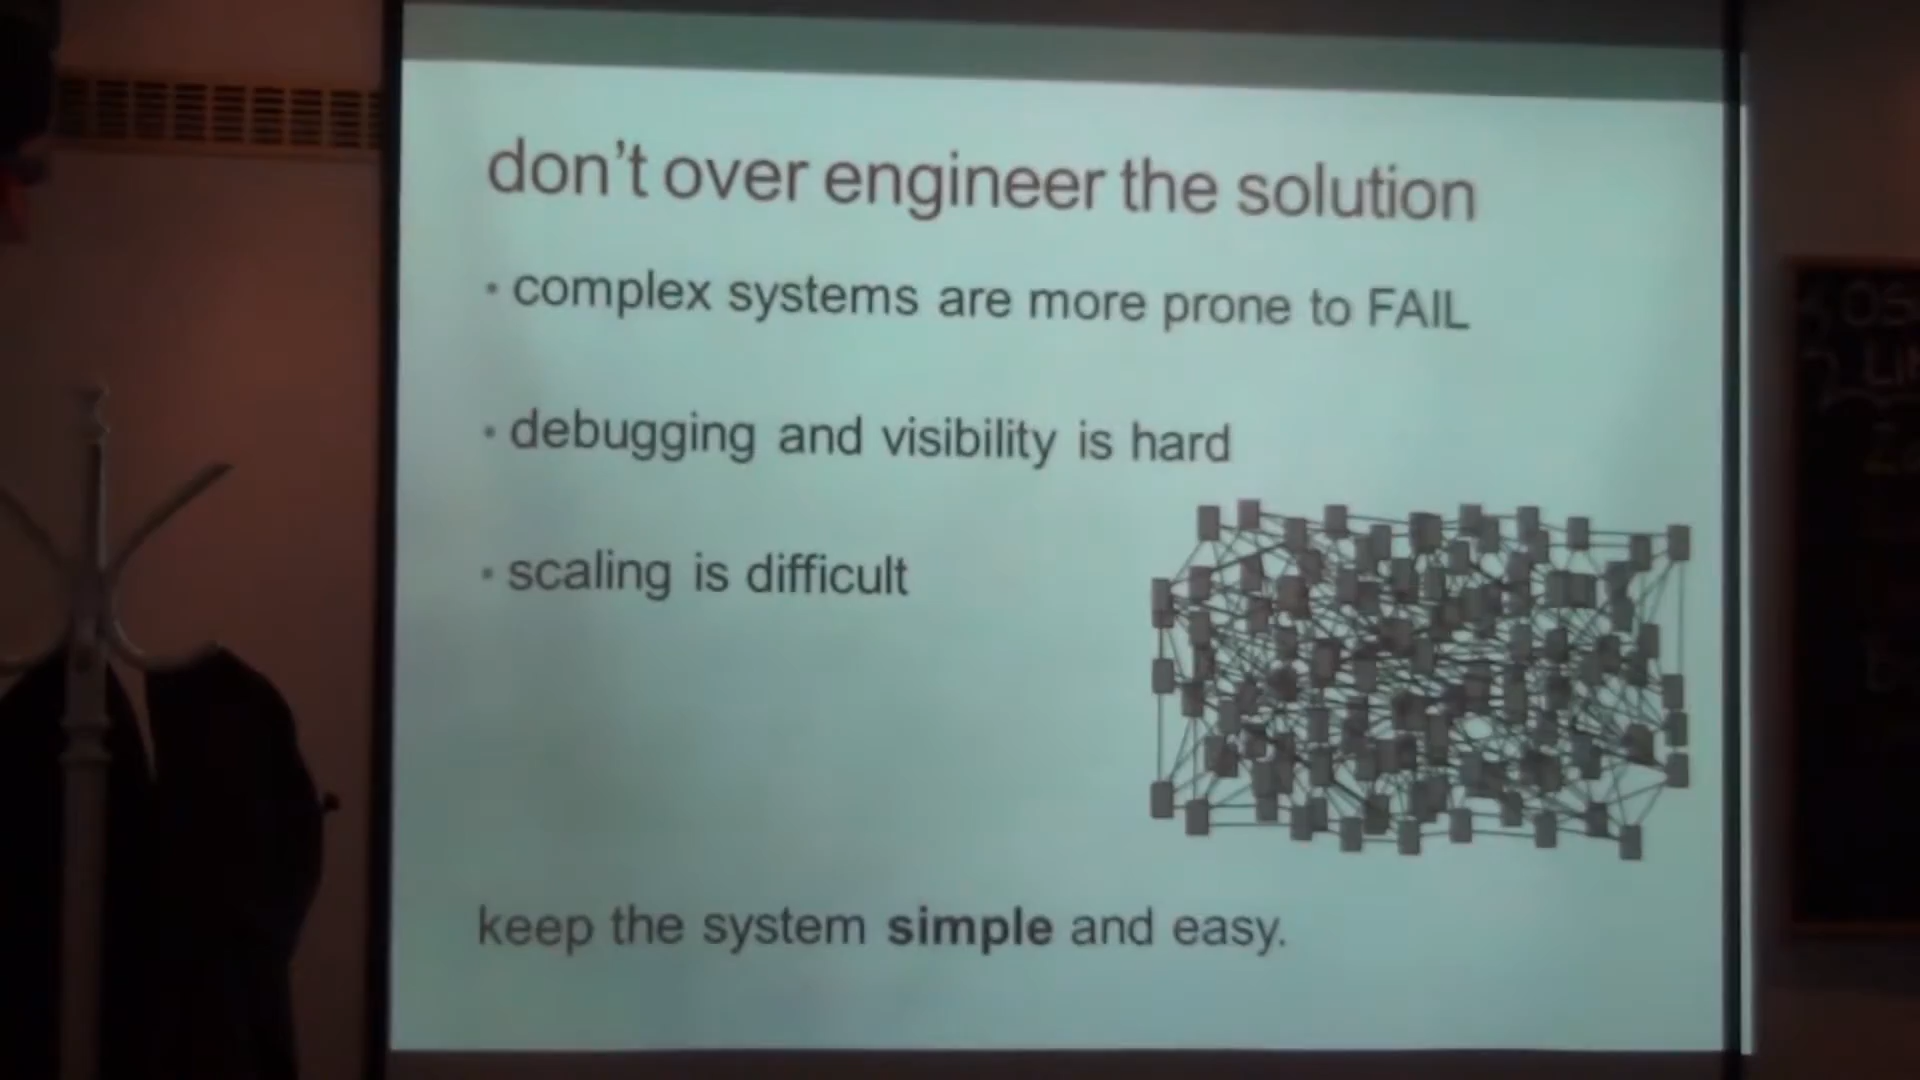 don't over engineer the solution
• complex systems are more prone to FAIL
• debugging and visibility is hard
• scaling is difficult
keep the system simple and easy.